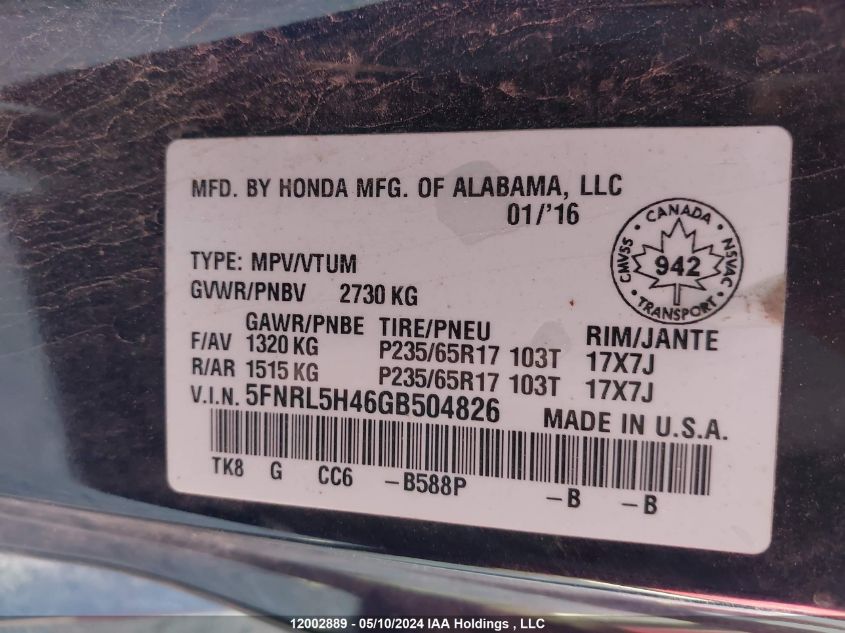 MFD. BY HONDA MFG. OF ALABAMA, LLC
01/'16
CANADA
CMVSS 942 NSVAC
TRANSPORT
TYPE: MPV/VTUM
GVWR/PNBV 2730 KG
GAWR/PNBE TIRE/PNEU RIM/JANTE
F/AV 1320 KG P235/65R17 103T 17X7J
R/AR 1515 KG P235/65R17 103T 17X7J
V.I.N. 5FNRL5H46GB504826 MADE IN U.S.A.
TK8 G CC6 -B588P -B -B
12002889 - 05/10/2024 IAA Holdings , LLC